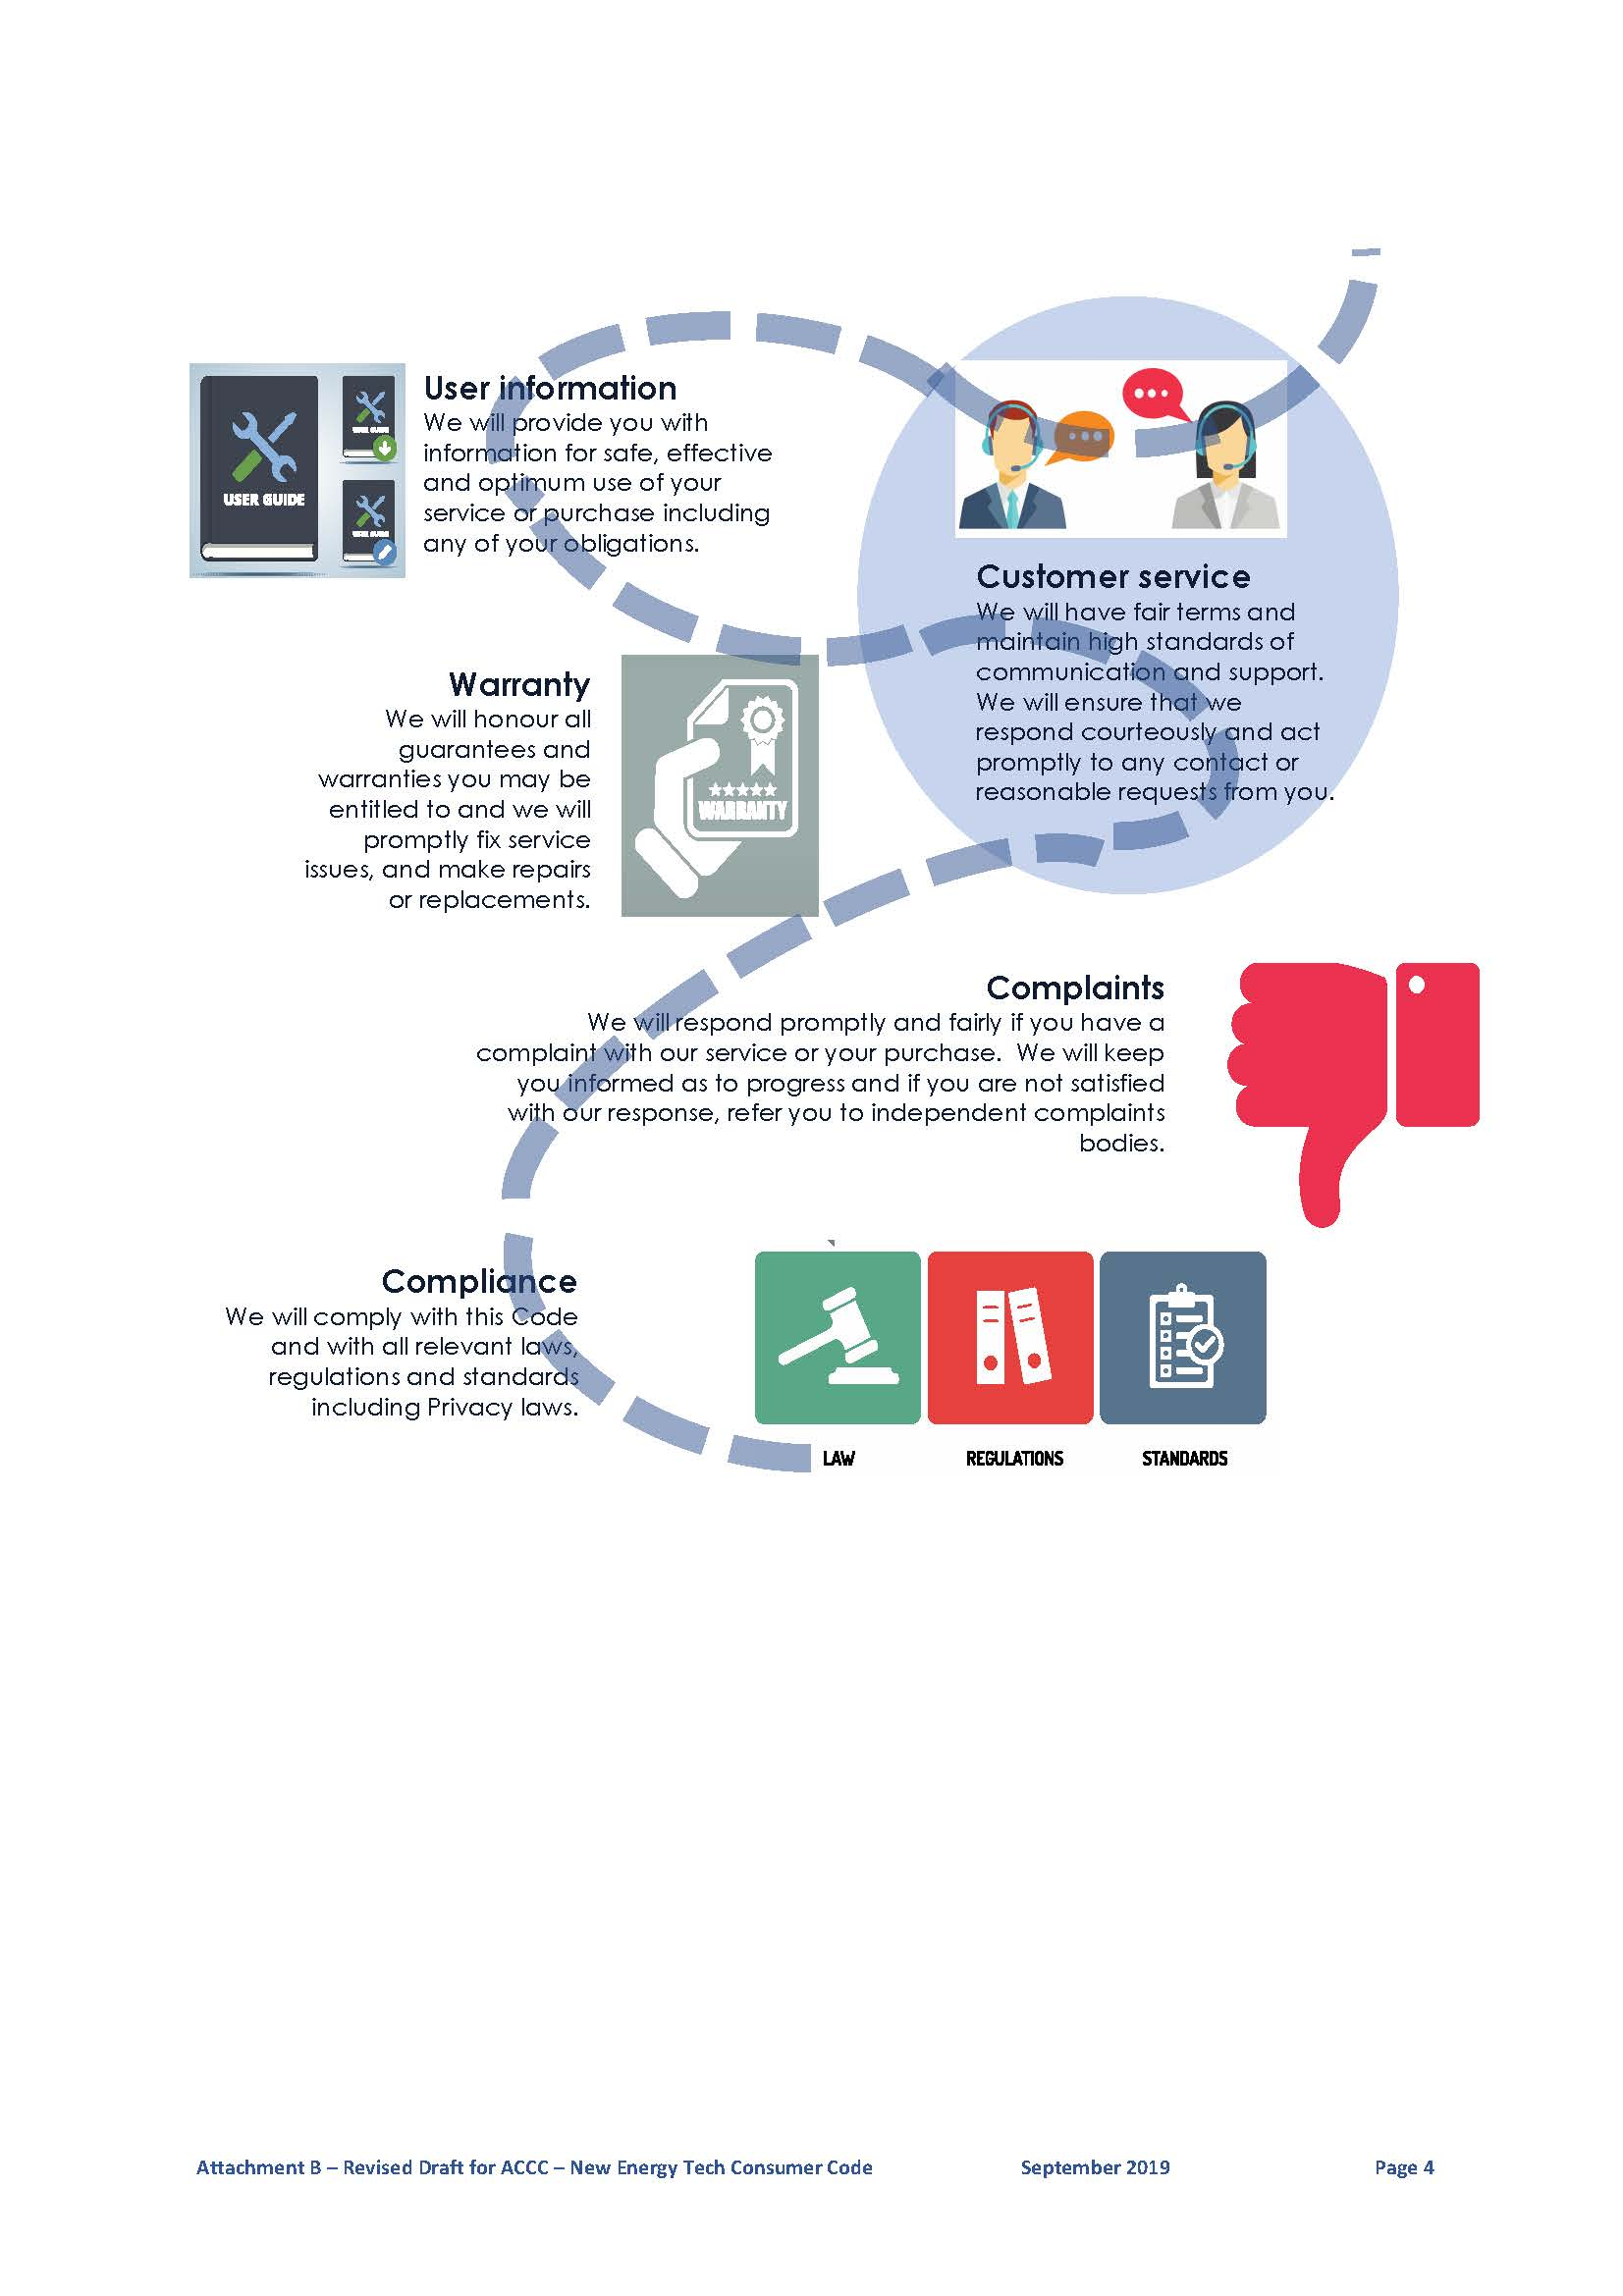 User information
We will provide you with
information for safe, effective
and optimum use of your
service or purchase including
any of your obligations.
USER GUIDE
Customer service
We will have fair terms and
maintain high standards of
communication and support.
We will ensure that we
respond courteously and act
promptly to any contact or
reasonable requests from you.
Warranty
We will honour all
guarantees and
warranties you may be
entitled to and we will
promptly fix service
issues, and make repairs
or replacements.
WARRANTY
Complaints
We will respond promptly and fairly if you have a
complaint with our service or your purchase.  We will keep
you informed as to progress and if you are not satisfied
with our response, refer you to independent complaints
bodies.
Compliance
We will comply with this Code
and with all relevant laws,
regulations and standards
including Privacy laws.
LAW REGULATIONS STANDARDS
Attachment B – Revised Draft for ACCC – New Energy Tech Consumer Code September 2019 Page 4